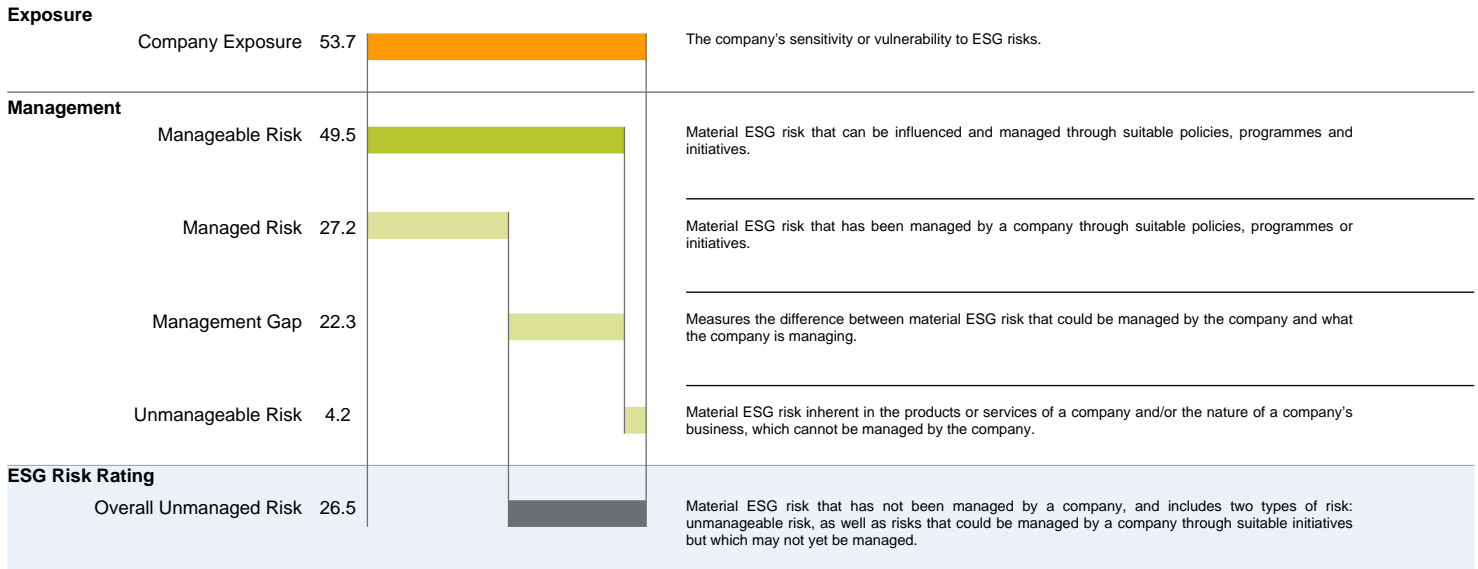 Exposure
Company Exposure 53.7
The company’s sensitivity or vulnerability to ESG risks.
Management
Manageable Risk 49.5
Material ESG risk that can be influenced and managed through suitable policies, programmes and
initiatives.
Managed Risk 27.2
Material ESG risk that has been managed by a company through suitable policies, programmes or
initiatives.
Management Gap 22.3
Measures the difference between material ESG risk that could be managed by the company and what
the company is managing.
Unmanageable Risk 4.2
Material ESG risk inherent in the products or services of a company and/or the nature of a company’s
business, which cannot be managed by the company.
ESG Risk Rating
Overall Unmanaged Risk 26.5
Material ESG risk that has not been managed by a company, and includes two types of risk:
unmanageable risk, as well as risks that could be managed by a company through suitable initiatives
but which may not yet be managed.